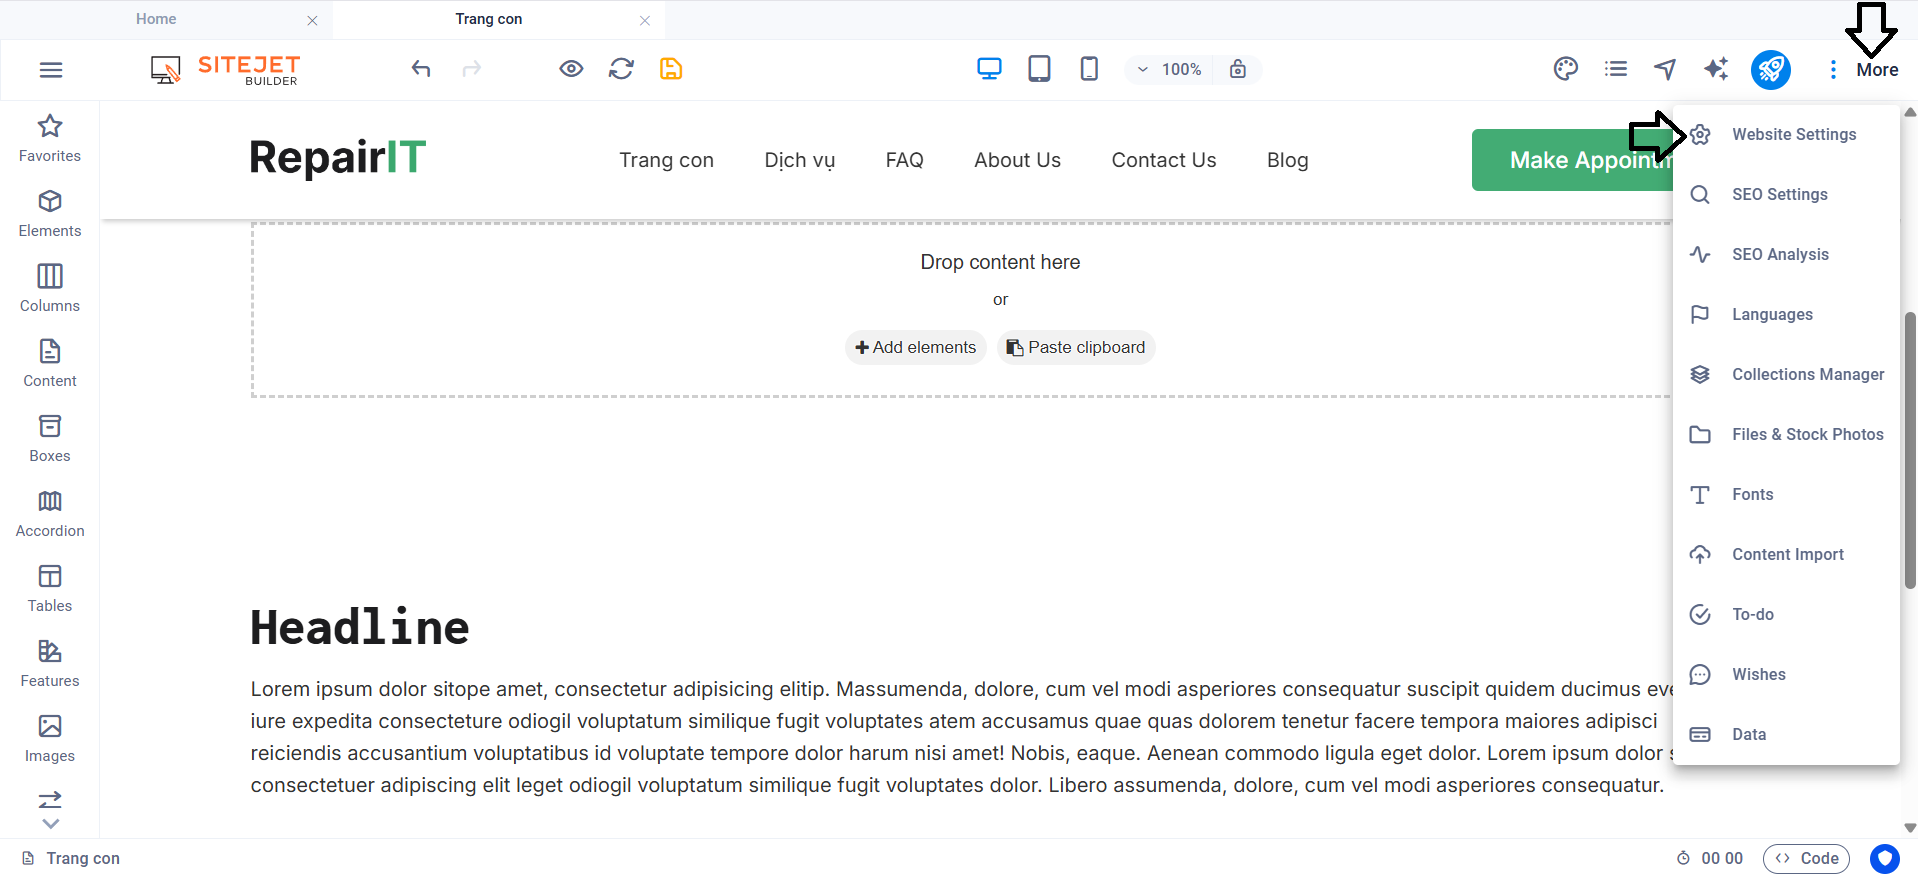 Home
Trang con
SITEJET
BUILDER
100%
More
Favorites
Elements
Columns
Content
Boxes
Accordion
Tables
Features
Images
RepairIT
Trang con
Dịch vụ
FAQ
About Us
Contact Us
Blog
Make Appointm
Drop content here
or
Add elements
Paste clipboard
Headline
Lorem ipsum dolor sitope amet, consectetur adipisicing elitip. Massumenda, dolore, cum vel modi asperiores consequatur suscipit quidem ducimus eve
iure expedita consecteture odiogil voluptatum similique fugit voluptates atem accusamus quae quas dolorem tenetur facere tempora maiores adipisci
reiciendis accusantium voluptatibus id voluptate tempore dolor harum nisi amet! Nobis, eaque. Aenean commodo ligula eget dolor. Lorem ipsum dolor s
consectetuer adipiscing elit leget odiogil voluptatum similique fugit voluptates dolor. Libero assumenda, dolore, cum vel modi asperiores consequatur.
Website Settings
SEO Settings
SEO Analysis
Languages
Collections Manager
Files & Stock Photos
Fonts
Content Import
To-do
Wishes
Data
Trang con
00 00
Code